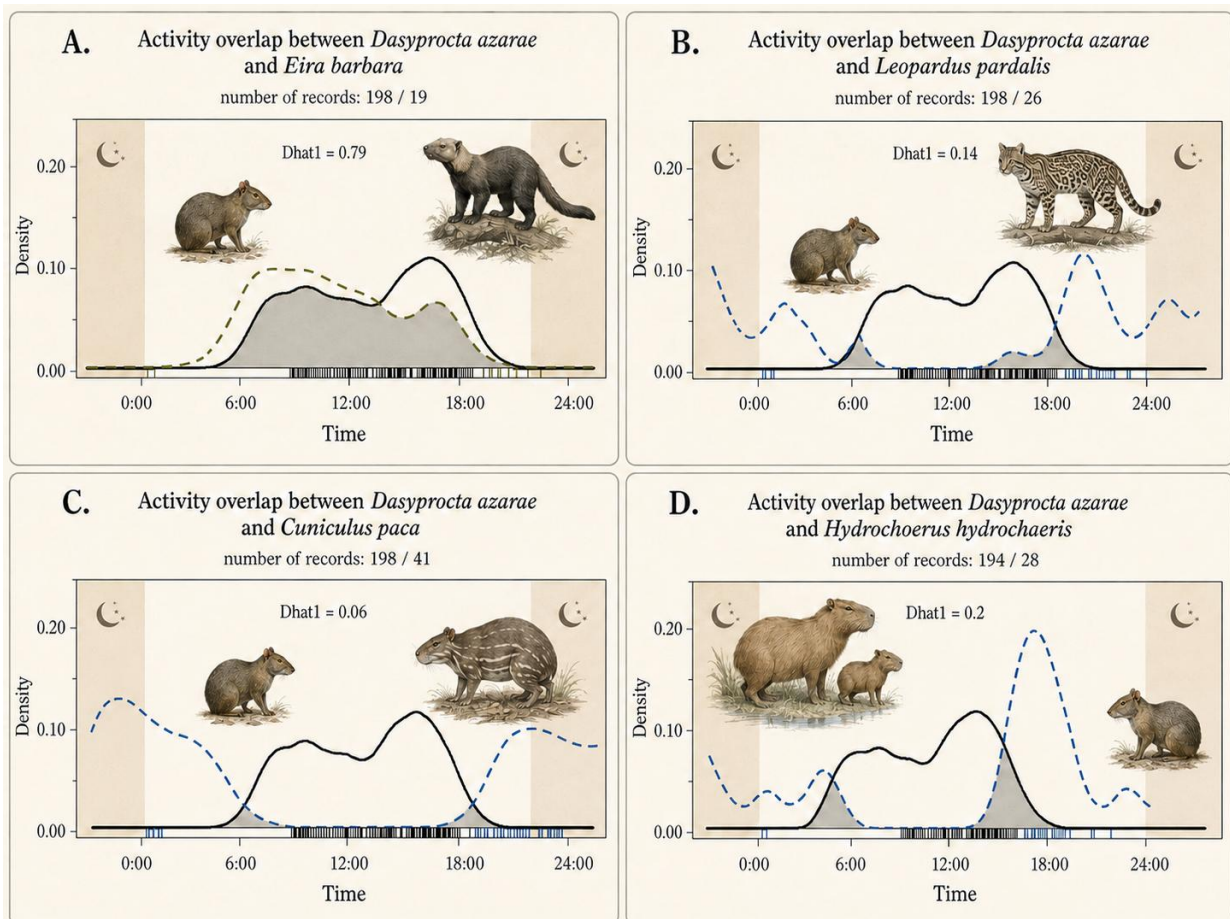 A.
Activity overlap between Dasyprocta azarae
and Eira barbara
number of records: 198 / 19
Dhat1 = 0.79
Density
0.20
0.10
0.00
0:00 6:00 12:00 18:00 24:00
Time
B.
Activity overlap between Dasyprocta azarae
and Leopardus pardalis
number of records: 198 / 26
Dhat1 = 0.14
Density
0.20
0.10
0.00
0:00 6:00 12:00 18:00 24:00
Time
C.
Activity overlap between Dasyprocta azarae
and Cuniculus paca
number of records: 198 / 41
Dhat1 = 0.06
Density
0.20
0.10
0.00
0:00 6:00 12:00 18:00 24:00
Time
D.
Activity overlap between Dasyprocta azarae
and Hydrochoerus hydrochaeris
number of records: 194 / 28
Dhat1 = 0.2
Density
0.20
0.10
0.00
0:00 6:00 12:00 18:00 24:00
Time